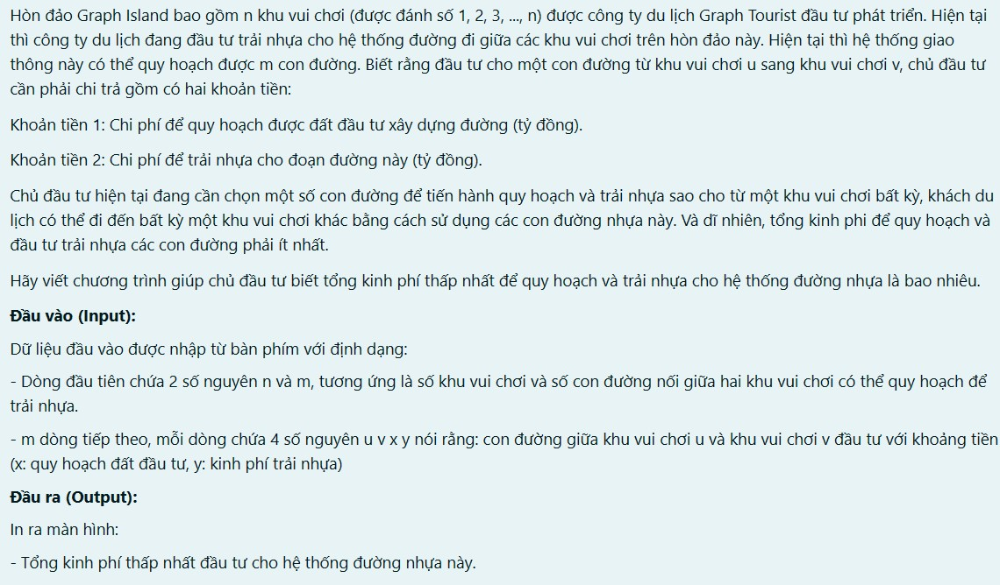 Hòn đảo Graph Island bao gồm n khu vui chơi (được đánh số 1, 2, 3, ..., n) được công ty du lịch Graph Tourist đầu tư phát triển. Hiện tại
thì công ty du lịch đang đầu tư trải nhựa cho hệ thống đường đi giữa các khu vui chơi trên hòn đảo này. Hiện tại thì hệ thống giao
thông này có thể quy hoạch được m con đường. Biết rằng đầu tư cho một con đường từ khu vui chơi u sang khu vui chơi v, chủ đầu tư
cần phải chi trả gồm có hai khoản tiền:
Khoản tiền 1: Chi phí để quy hoạch được đất đầu tư xây dựng đường (tỷ đồng).
Khoản tiền 2: Chi phí để trải nhựa cho đoạn đường này (tỷ đồng).
Chủ đầu tư hiện tại đang cần chọn một số con đường để tiến hành quy hoạch và trải nhựa sao cho từ một khu vui chơi bất kỳ, khách du
lịch có thể đi đến bất kỳ một khu vui chơi khác bằng cách sử dụng các con đường nhựa này. Và dĩ nhiên, tổng kinh phi để quy hoạch và
đầu tư trải nhựa các con đường phải ít nhất.
Hãy viết chương trình giúp chủ đầu tư biết tổng kinh phí thấp nhất để quy hoạch và trải nhựa cho hệ thống đường nhựa là bao nhiêu.
Đầu vào (Input):
Dữ liệu đầu vào được nhập từ bàn phím với định dạng:
- Dòng đầu tiên chứa 2 số nguyên n và m, tương ứng là số khu vui chơi và số con đường nối giữa hai khu vui chơi có thể quy hoạch để
trải nhựa.
- m dòng tiếp theo, mỗi dòng chứa 4 số nguyên u v x y nói rằng: con đường giữa khu vui chơi u và khu vui chơi v đầu tư với khoảng tiền
(x: quy hoạch đất đầu tư, y: kinh phí trải nhựa)
Đầu ra (Output):
In ra màn hình:
- Tổng kinh phí thấp nhất đầu tư cho hệ thống đường nhựa này.